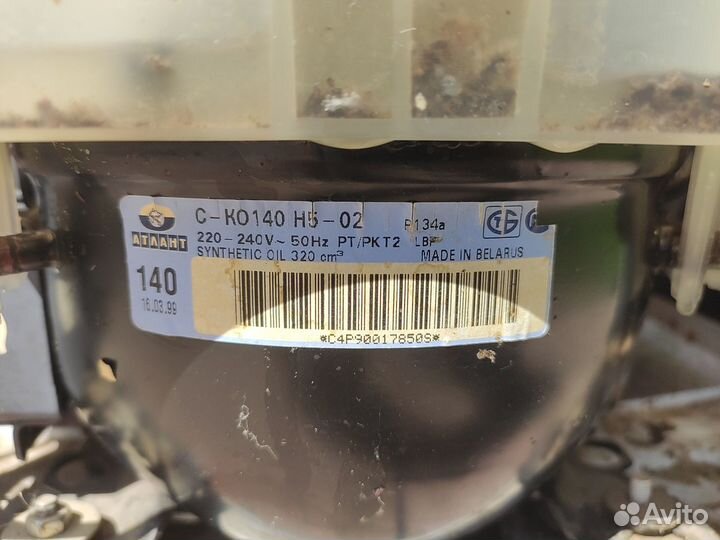 С-КО140 Н5-02 R134a
АТЛАНТ
220-240V~50Hz PT/PKT2 LBP
SYNTHETIC OIL 320 cm³ MADE IN BELARUS
140
16.03.99
*C4P90017850S*
Avito